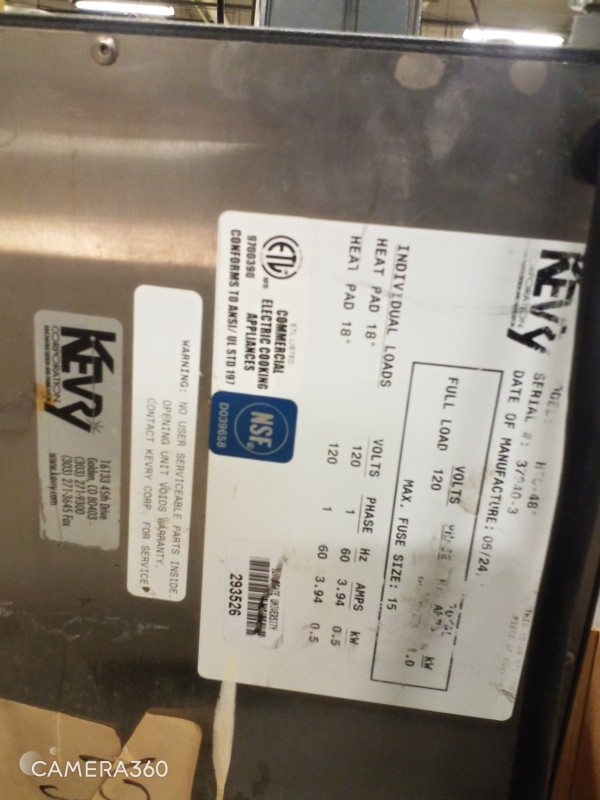 KEVRY
CORPORATION
SERIAL #:
DATE OF MANUFACTURE: 05/24
VOLTS
kW
FULL LOAD 120 1.0
MAX. FUSE SIZE: 15
INDIVIDUAL LOADS VOLTS PHASE Hz AMPS kW
HEAT PAD 18" 120 1 60 3.94 0.5
HEAT PAD 18" 120 1 60 3.94 0.5
ETL LISTED
COMMERCIAL
ELECTRIC COOKING
APPLIANCES
9700390
CONFORMS TO ANSI/ UL STD 197
NSF
D039658
UNIVERSITY
293526
WARNING: NO USER SERVICEABLE PARTS INSIDE.
OPENING UNIT VOIDS WARRANTY.
CONTACT KEVRY CORP. FOR SERVICE
KEVRY
CORPORATION
16133 45th Drive
Golden, CO 80403
(303) 271-9300
(303) 271-3645 Fax
www.kevry.com
CAMERA360